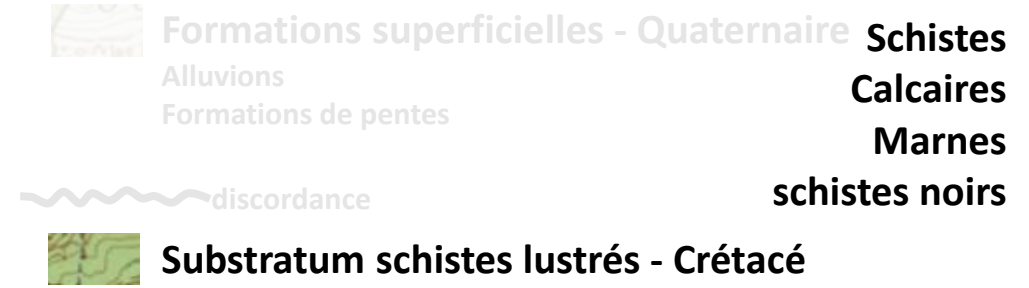 Formations superficielles - Quaternaire
Alluvions
Formations de pentes
discordance
Substratum schistes lustrés - Crétacé
Schistes
Calcaires
Marnes
schistes noirs